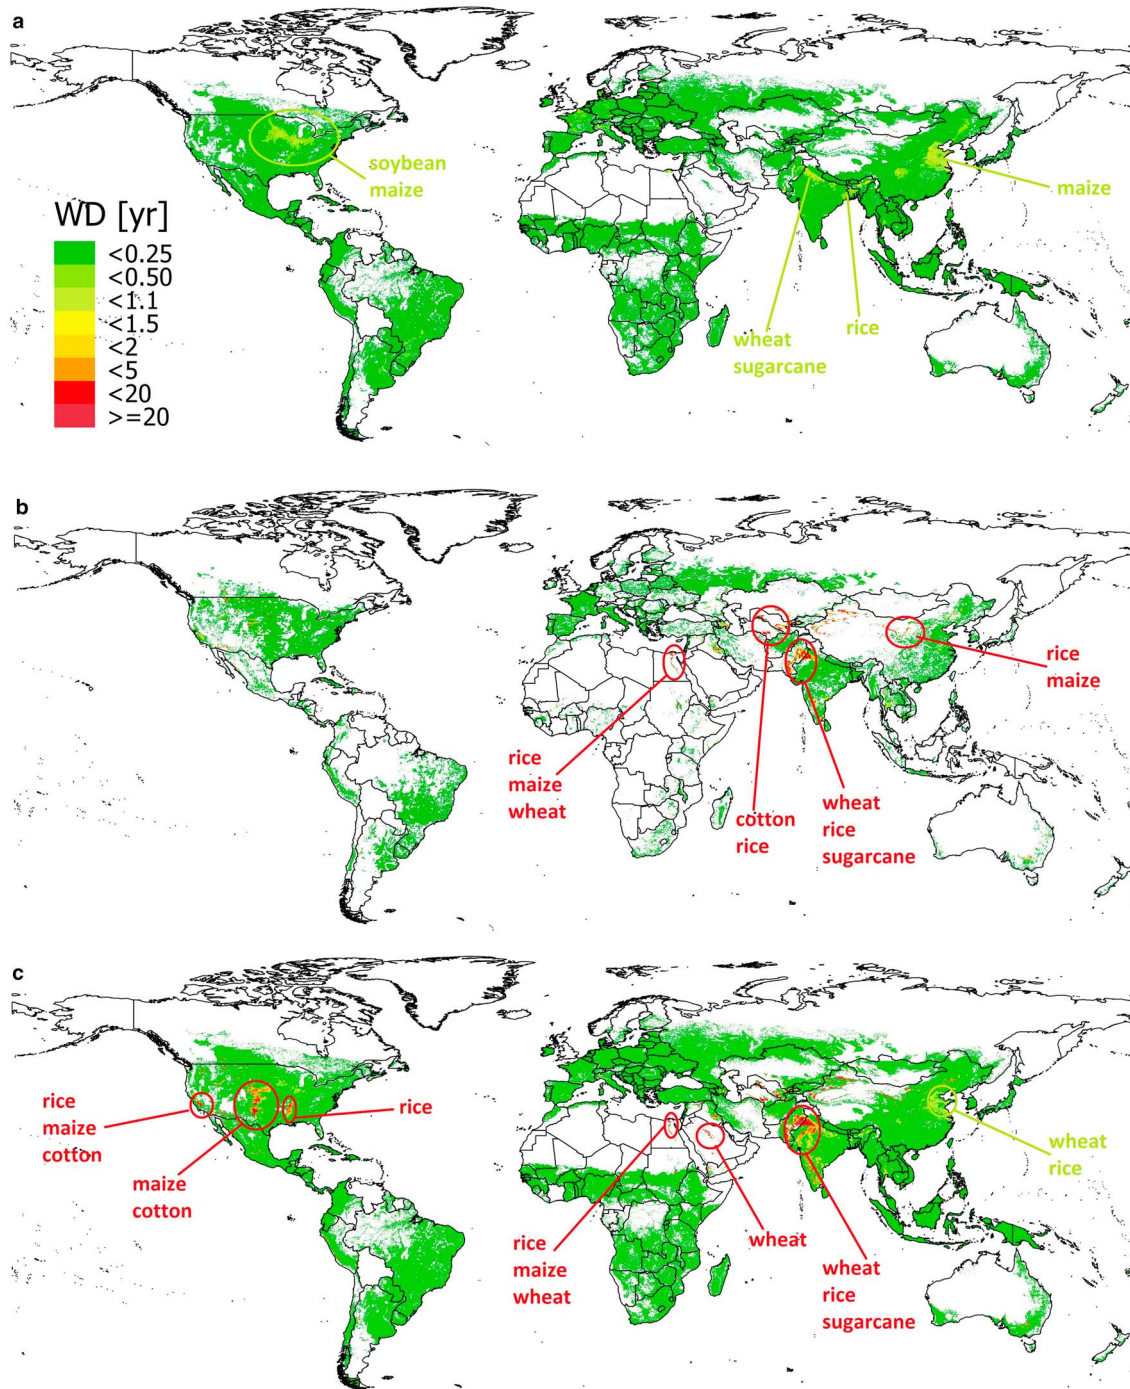 a
soybean
maize
WD [yr]
<0.25
<0.50
<1.1
<1.5
<2
<5
<20
>=20
maize
wheat
sugarcane
rice
b
rice
maize
rice
maize
wheat
cotton
rice
wheat
rice
sugarcane
c
rice
maize
cotton
rice
maize
cotton
wheat
rice
rice
maize
wheat
wheat
wheat
rice
sugarcane